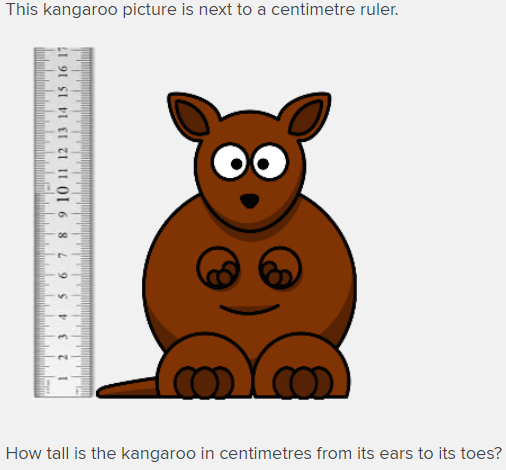 This kangaroo picture is next to a centimetre ruler.
1 2 3 4 5 6 7 8 9 10 11 12 13 14 15 16 17
How tall is the kangaroo in centimetres from its ears to its toes?